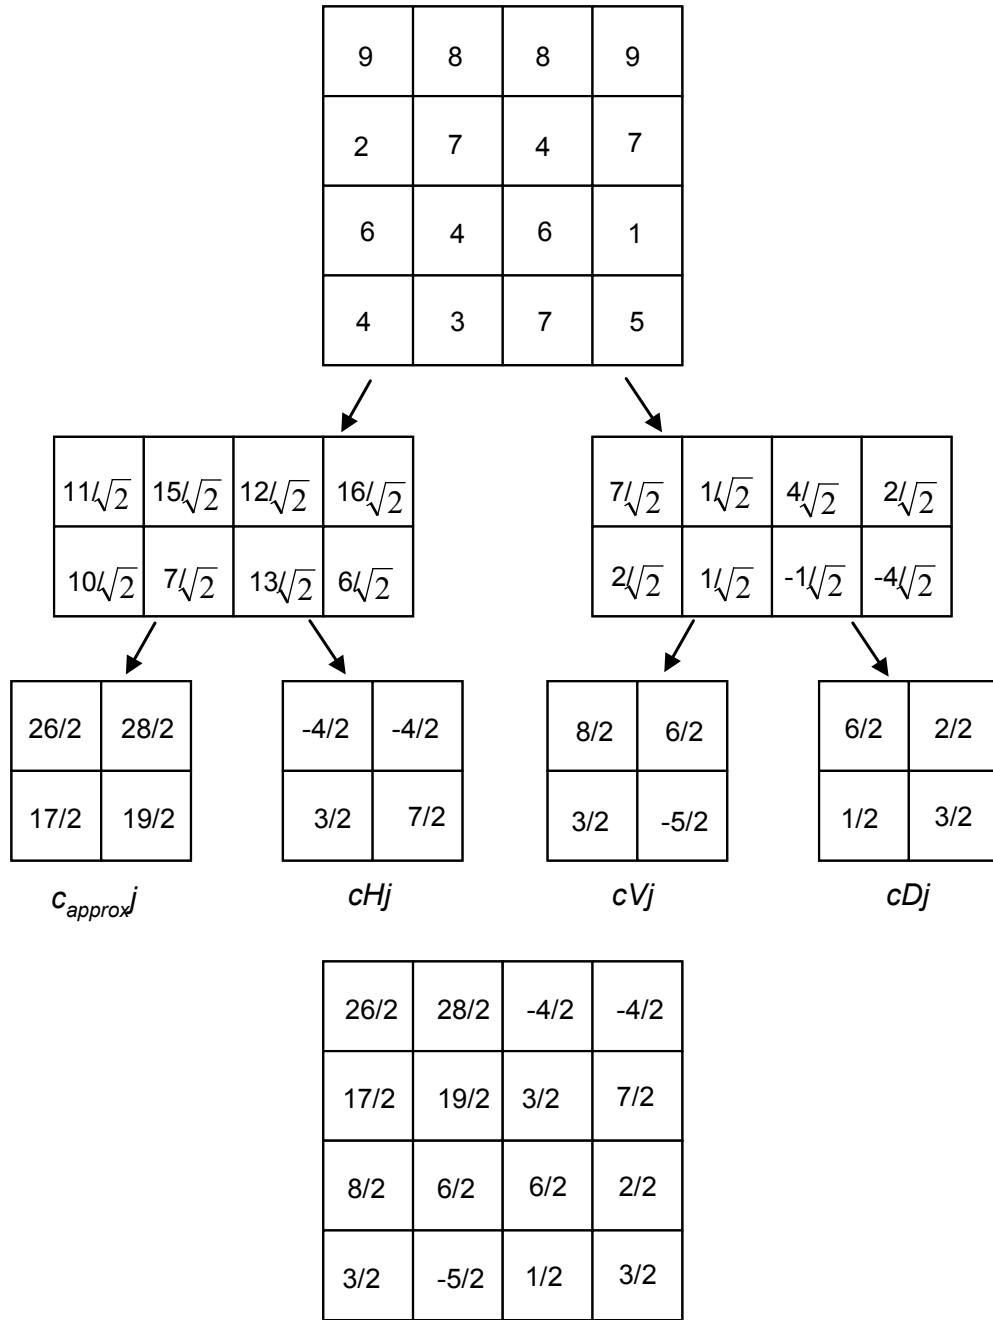 9 8 8 9
2 7 4 7
6 4 6 1
4 3 7 5
11/√2 15/√2 12/√2 16/√2 7/√2 1/√2 4/√2 2/√2
10/√2 7/√2 13/√2 6/√2 2/√2 1/√2 -1/√2 -4/√2
26/2 28/2 -4/2 -4/2 8/2 6/2 6/2 2/2
17/2 19/2 3/2 7/2 3/2 -5/2 1/2 3/2
capproxj cHj cVj cDj
26/2 28/2 -4/2 -4/2
17/2 19/2 3/2 7/2
8/2 6/2 6/2 2/2
3/2 -5/2 1/2 3/2